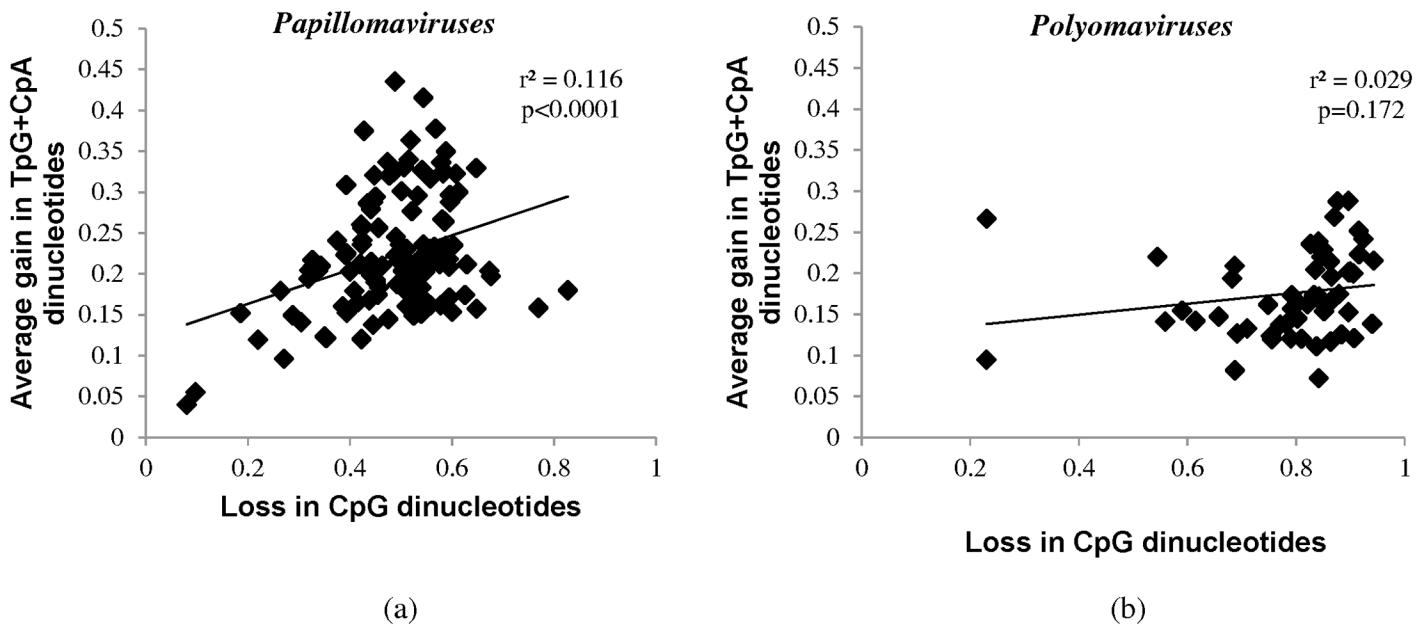 Papillomaviruses
r² = 0.116
p<0.0001
Average gain in TpG+CpA
dinucleotides
0.5
0.45
0.4
0.35
0.3
0.25
0.2
0.15
0.1
0.05
0
0 0.2 0.4 0.6 0.8 1
Loss in CpG dinucleotides
(a)
Polyomaviruses
r² = 0.029
p=0.172
Average gain in TpG+CpA
dinucleotides
0.5
0.45
0.4
0.35
0.3
0.25
0.2
0.15
0.1
0.05
0
0 0.2 0.4 0.6 0.8 1
Loss in CpG dinucleotides
(b)